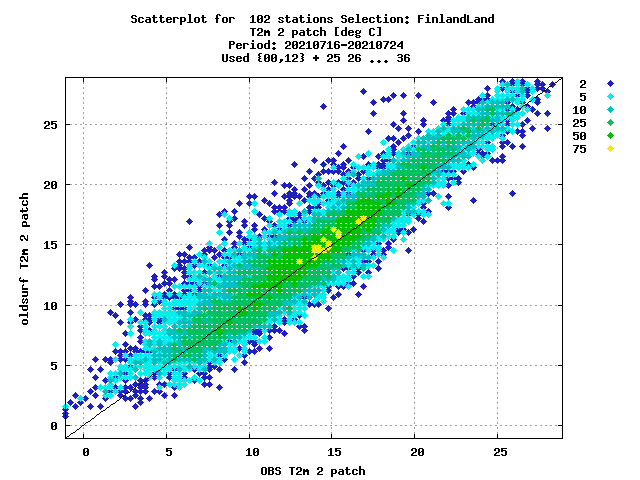 Scatterplot for 102 stations Selection: FinlandLand
T2m 2 patch [deg C]
Period: 20210716-20210724
Used {00,12} + 25 26 ... 36
2
5
10
25
50
75
25
20
15
10
5
0
oldsurf T2m 2 patch
0 5 10 15 20 25
OBS T2m 2 patch